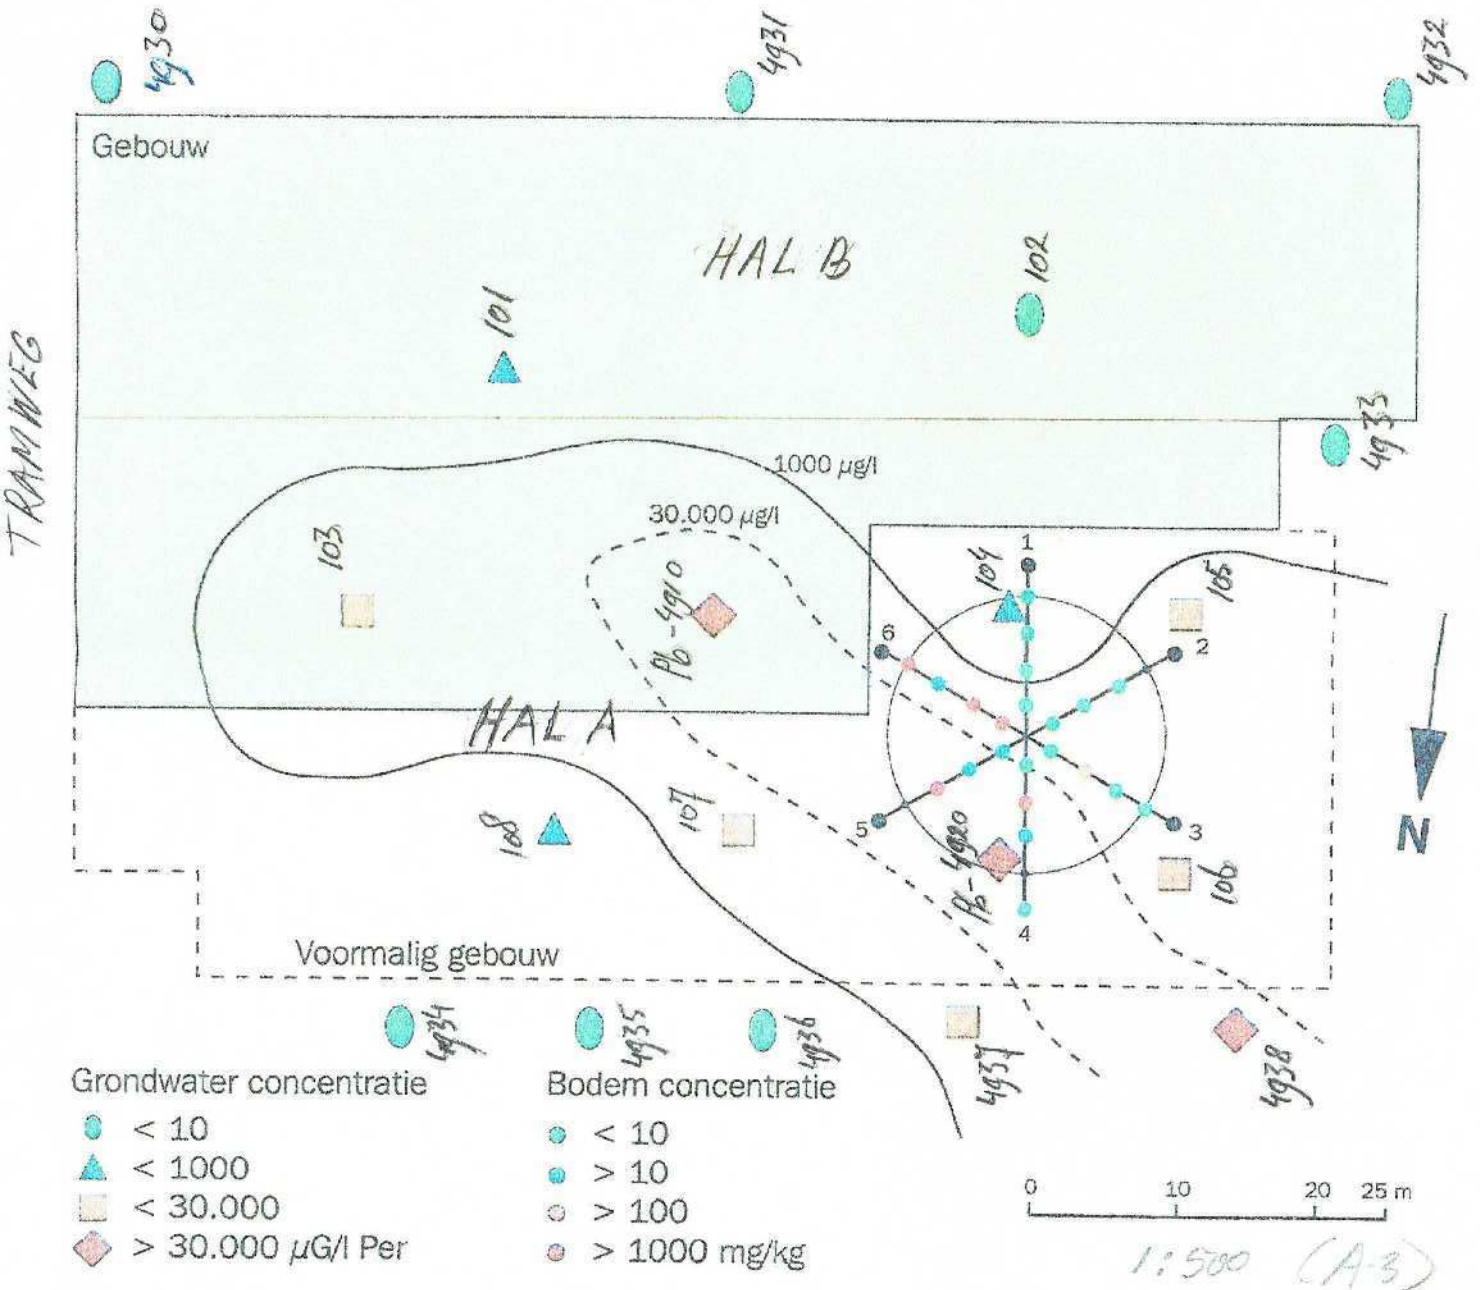 4930
4931
4932
Gebouw
HAL B
102
101
TRAMWEG
4933
1000 µg/l
30.000 µg/l
103
Pb-4910
104
1
105
6
2
HAL A
107
108
5
3
Pb-4920
106
4
N
Voormalig gebouw
4934
4935
4936
4937
4938
Grondwater concentratie
< 10
< 1000
< 30.000
> 30.000 µG/l Per
Bodem concentratie
< 10
> 10
> 100
> 1000 mg/kg
0 10 20 25 m
1:500 (A-3)